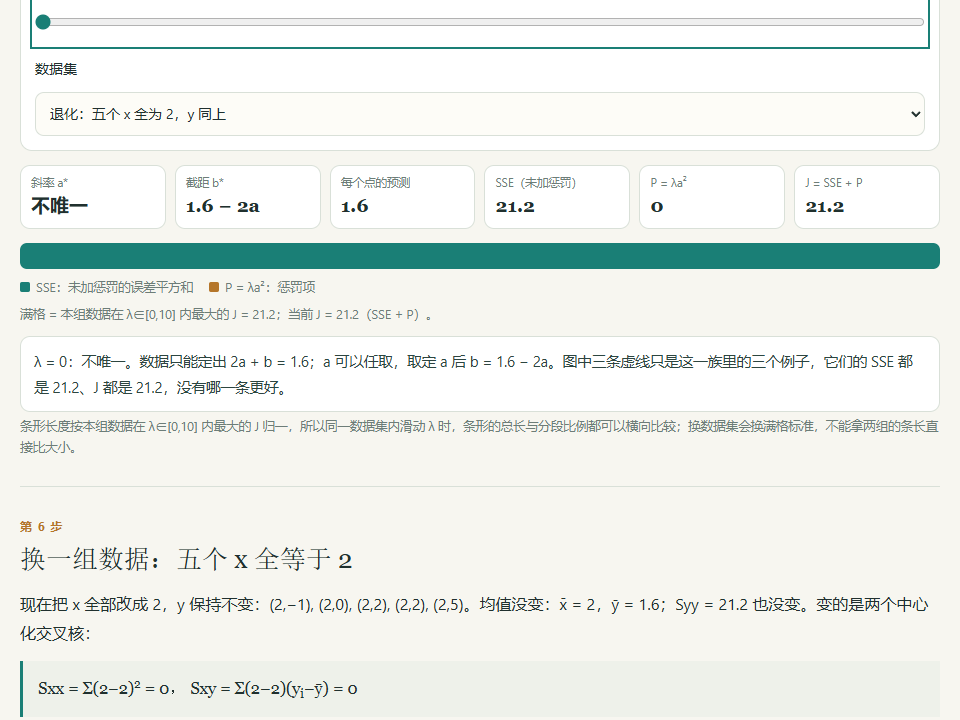 数据集
退化：五个 x 全为 2，y 同上
斜率 a*
不唯一
截距 b*
1.6 − 2a
每个点的预测
1.6
SSE（未加惩罚）
21.2
P = λa²
0
J = SSE + P
21.2
SSE：未加惩罚的误差平方和 P = λa²：惩罚项
满格 = 本组数据在 λ∈[0,10] 内最大的 J = 21.2；当前 J = 21.2（SSE + P）。
λ = 0：不唯一。数据只能定出 2a + b = 1.6；a 可以任取，取定 a 后 b = 1.6 − 2a。图中三条虚线只是这一族里的三个例子，它们的 SSE 都
是 21.2、J 都是 21.2，没有哪一条更好。
条形长度按本组数据在 λ∈[0,10] 内最大的 J 归一，所以同一数据集内滑动 λ 时，条形的总长与分段比例都可以横向比较；换数据集会换满格标准，不能拿两组的条长直
接比大小。
第 6 步
换一组数据：五个 x 全等于 2
现在把 x 全部改成 2，y 保持不变：(2,−1), (2,0), (2,2), (2,2), (2,5)。均值没变：x̄ = 2，ȳ = 1.6；Syy = 21.2 也没变。变的是两个中心
化交叉核：
Sxx = Σ(2−2)² = 0， Sxy = Σ(2−2)(yᵢ−ȳ) = 0